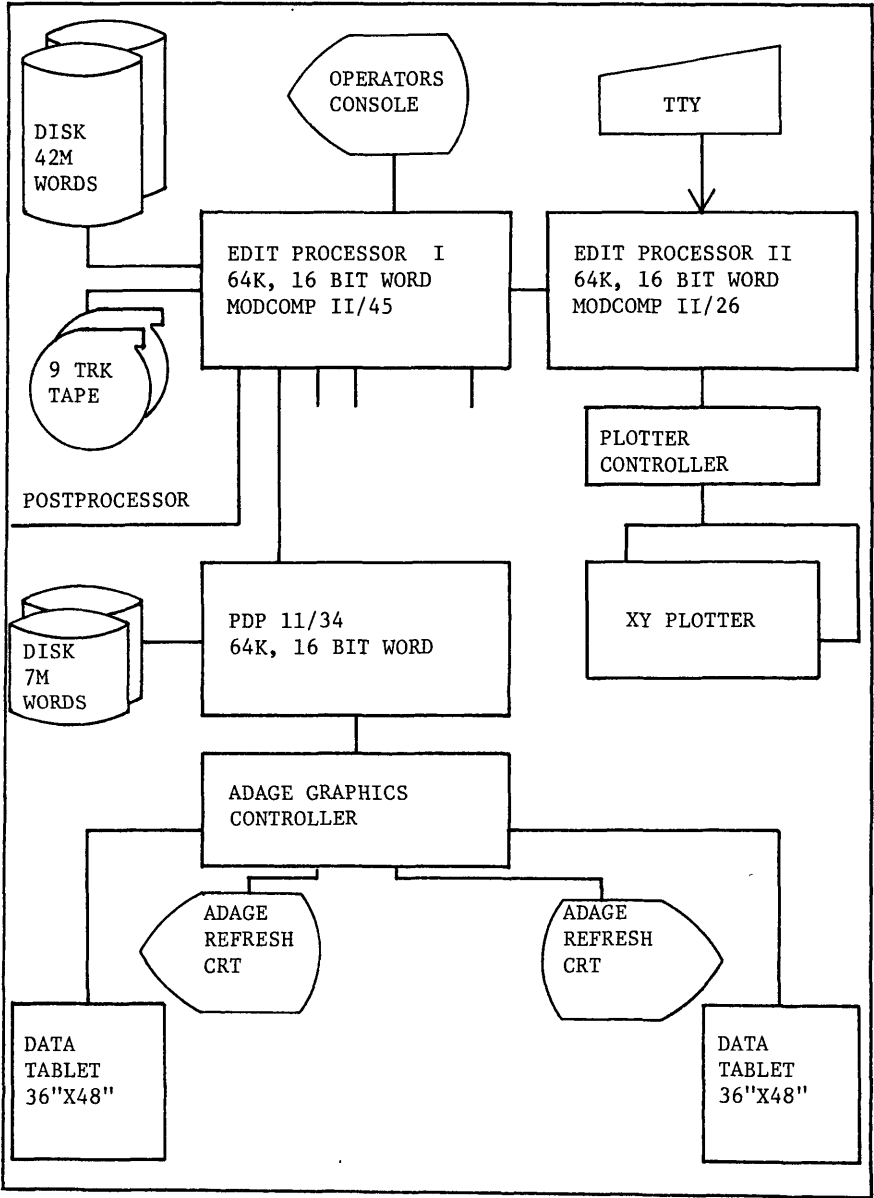 OPERATORS
CONSOLE
TTY
DISK
42M
WORDS
EDIT PROCESSOR I
64K, 16 BIT WORD
MODCOMP II/45
EDIT PROCESSOR II
64K, 16 BIT WORD
MODCOMP II/26
9 TRK
TAPE
PLOTTER
CONTROLLER
POSTPROCESSOR
PDP 11/34
64K, 16 BIT WORD
XY PLOTTER
DISK
7M
WORDS
ADAGE GRAPHICS
CONTROLLER
ADAGE
REFRESH
CRT
ADAGE
REFRESH
CRT
DATA
TABLET
36"X48"
DATA
TABLET
36"X48"